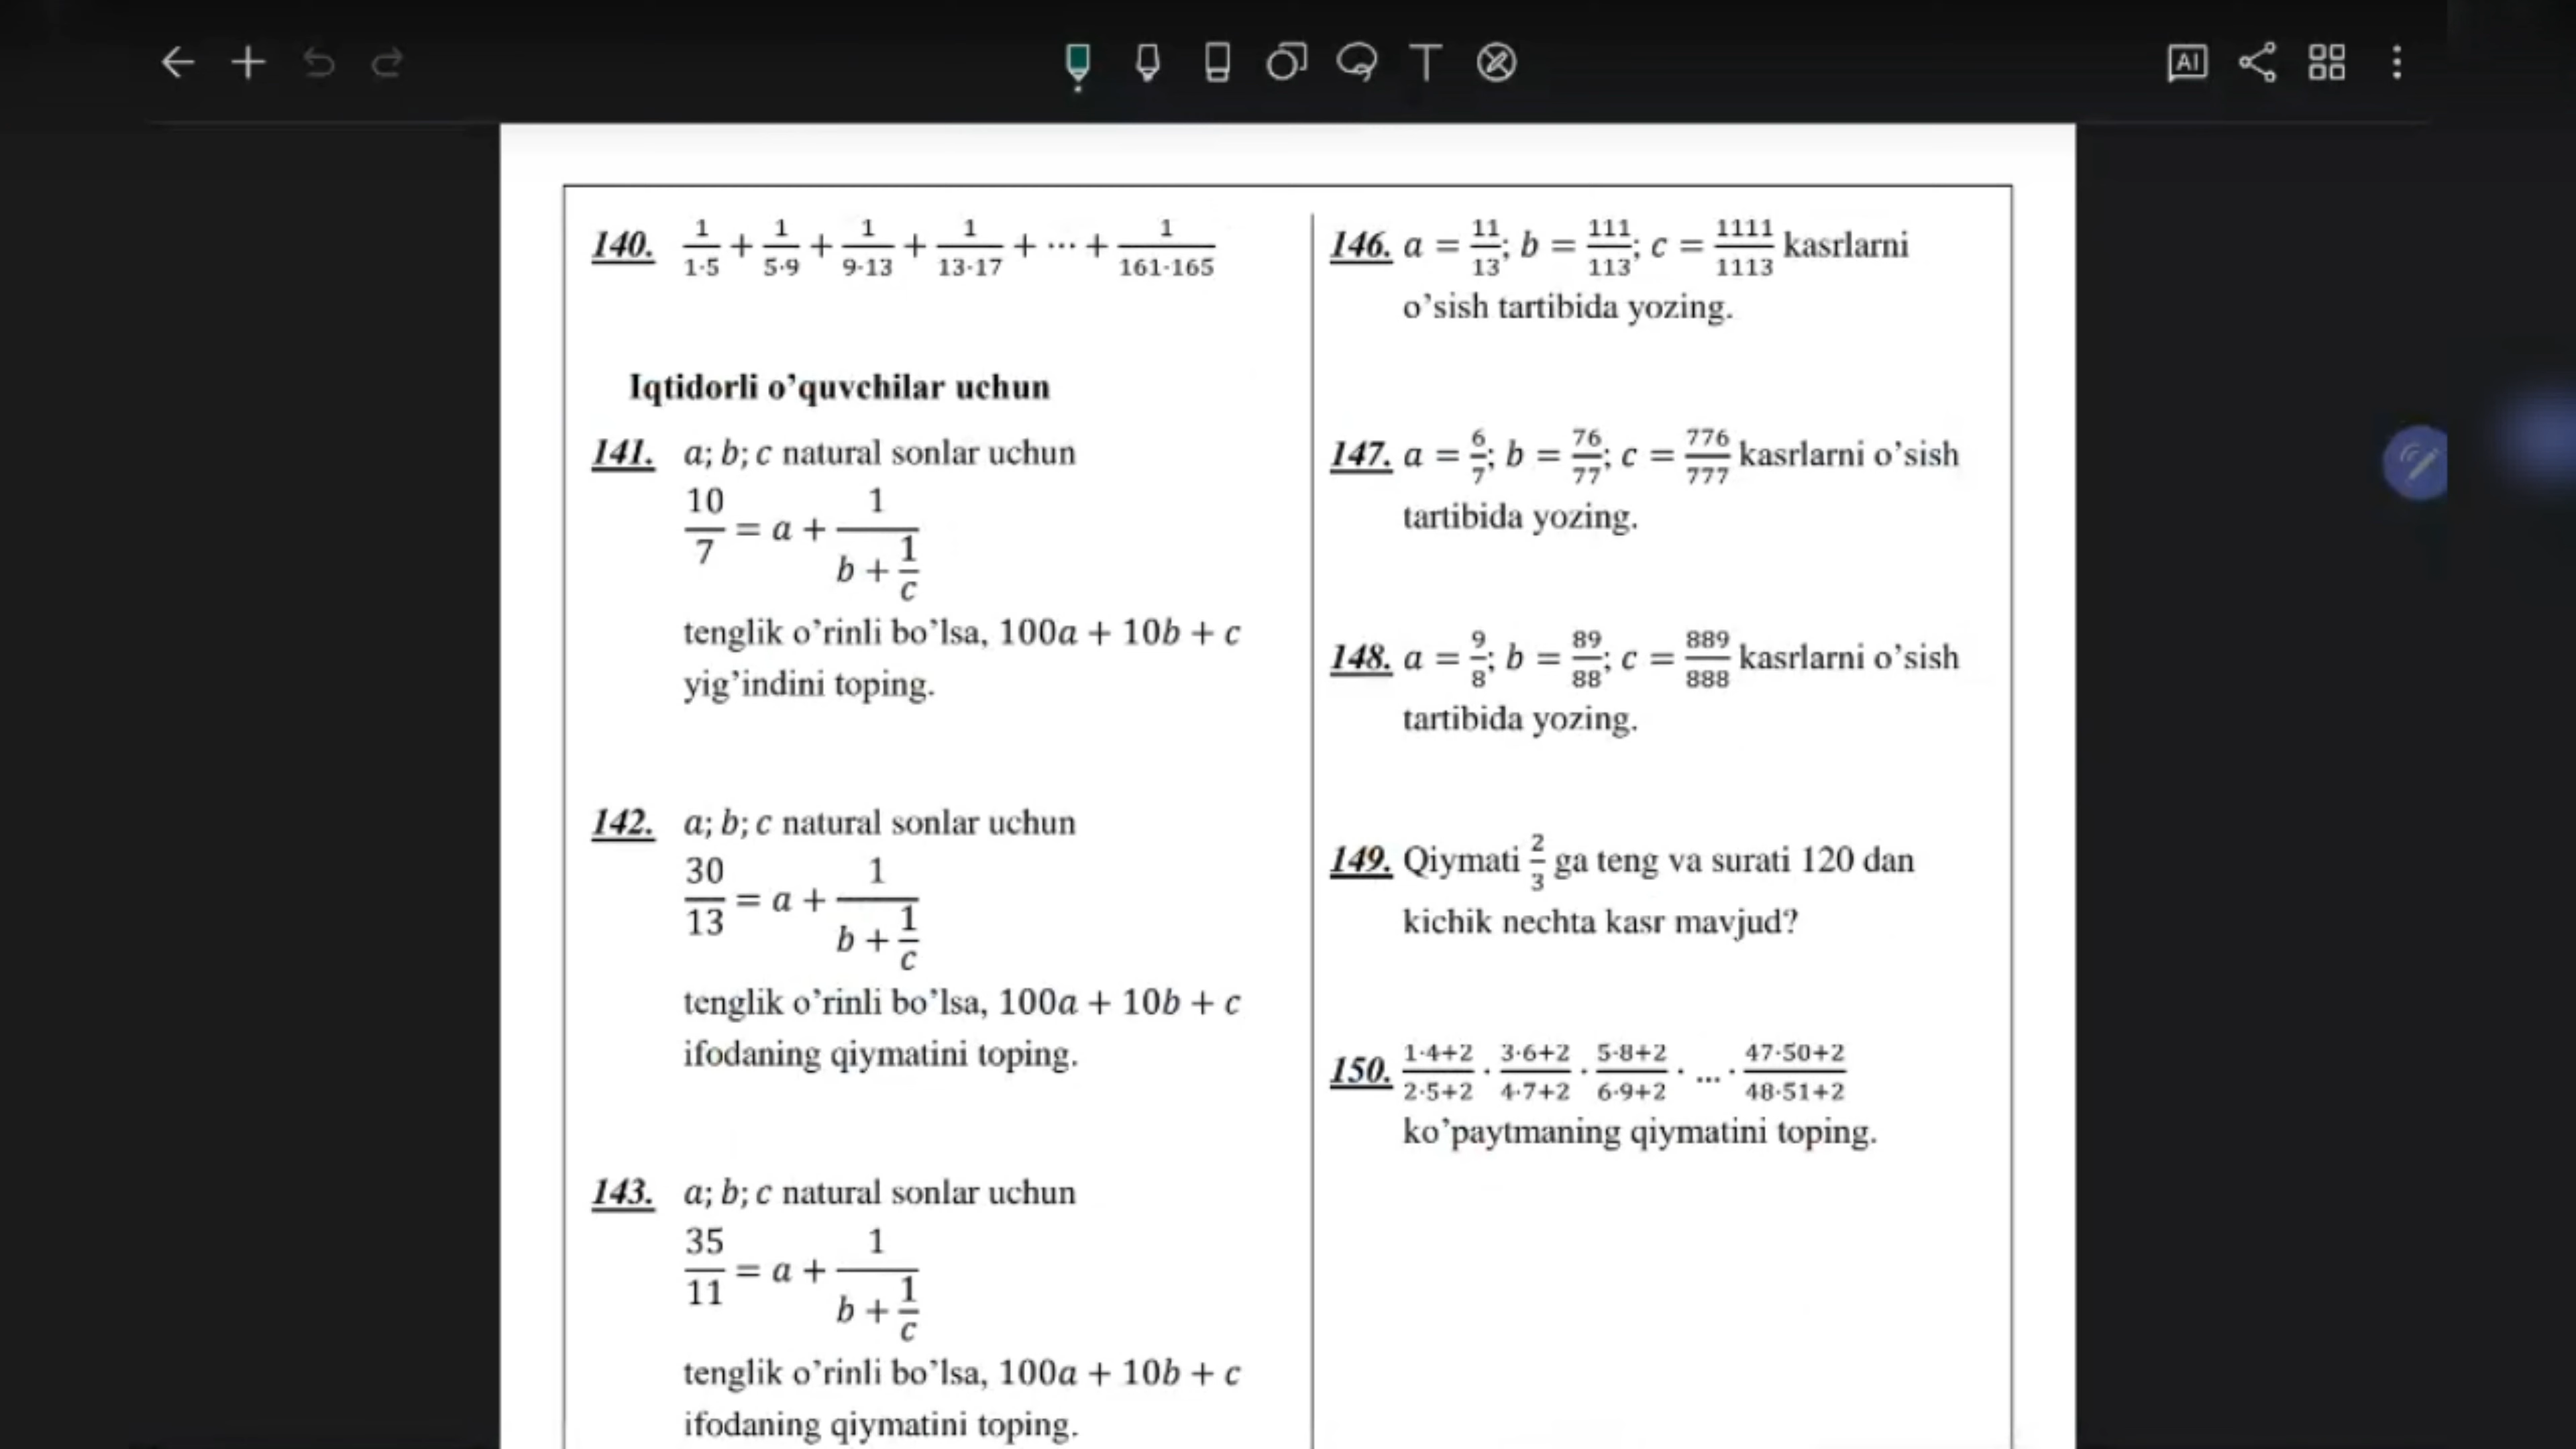 AI
140. 1/1·5 + 1/5·9 + 1/9·13 + 1/13·17 + ⋯ + 1/161·165
Iqtidorli o’quvchilar uchun
141. a; b; c natural sonlar uchun
10/7 = a + 1/(b + 1/c)
tenglik o’rinli bo’lsa, 100a + 10b + c
yig’indini toping.
142. a; b; c natural sonlar uchun
30/13 = a + 1/(b + 1/c)
tenglik o’rinli bo’lsa, 100a + 10b + c
ifodaning qiymatini toping.
143. a; b; c natural sonlar uchun
35/11 = a + 1/(b + 1/c)
tenglik o’rinli bo’lsa, 100a + 10b + c
ifodaning qiymatini toping.
146. a = 11/13; b = 111/113; c = 1111/1113 kasrlarni
o’sish tartibida yozing.
147. a = 6/7; b = 76/77; c = 776/777 kasrlarni o’sish
tartibida yozing.
148. a = 9/8; b = 89/88; c = 889/888 kasrlarni o’sish
tartibida yozing.
149. Qiymati 2/3 ga teng va surati 120 dan
kichik nechta kasr mavjud?
150. 1·4+2/2·5+2 · 3·6+2/4·7+2 · 5·8+2/6·9+2 · ... · 47·50+2/48·51+2
ko’paytmaning qiymatini toping.